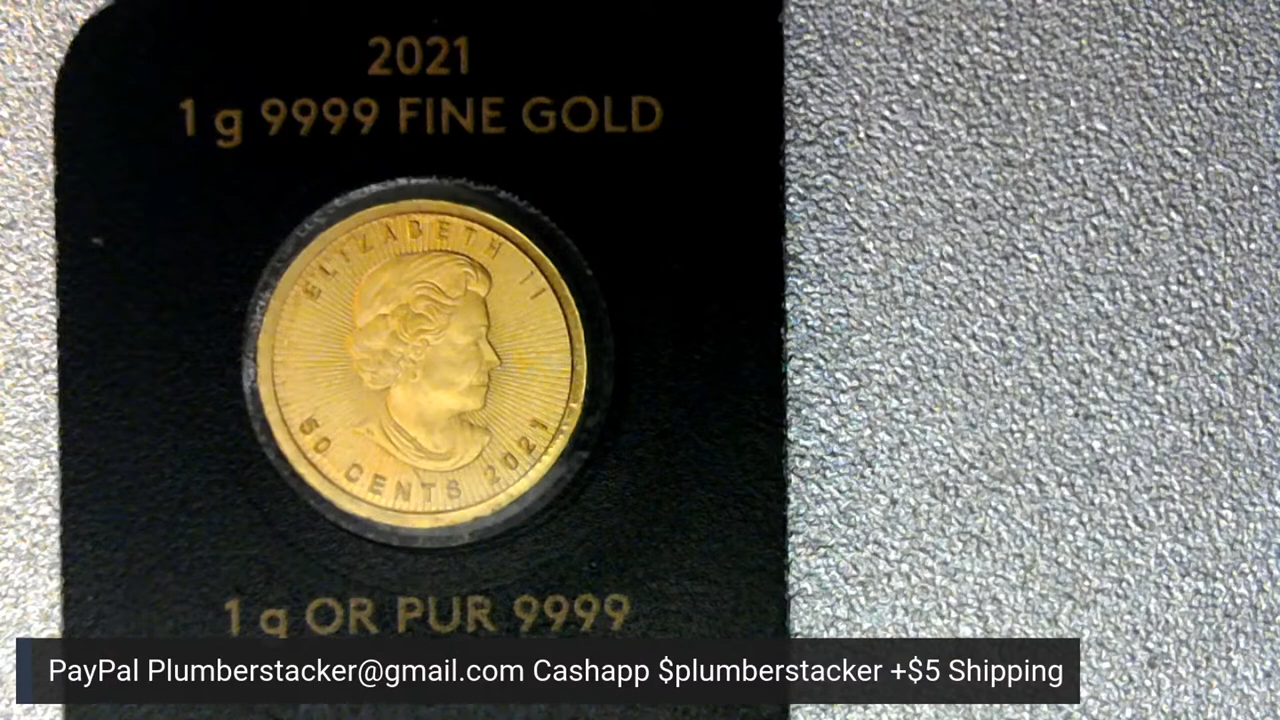 2021
1 g 9999 FINE GOLD
ELIZABETH II
50 CENTS 2021
1 g OR PUR 9999
PayPal Plumberstacker@gmail.com Cashapp $plumberstacker +$5 Shipping